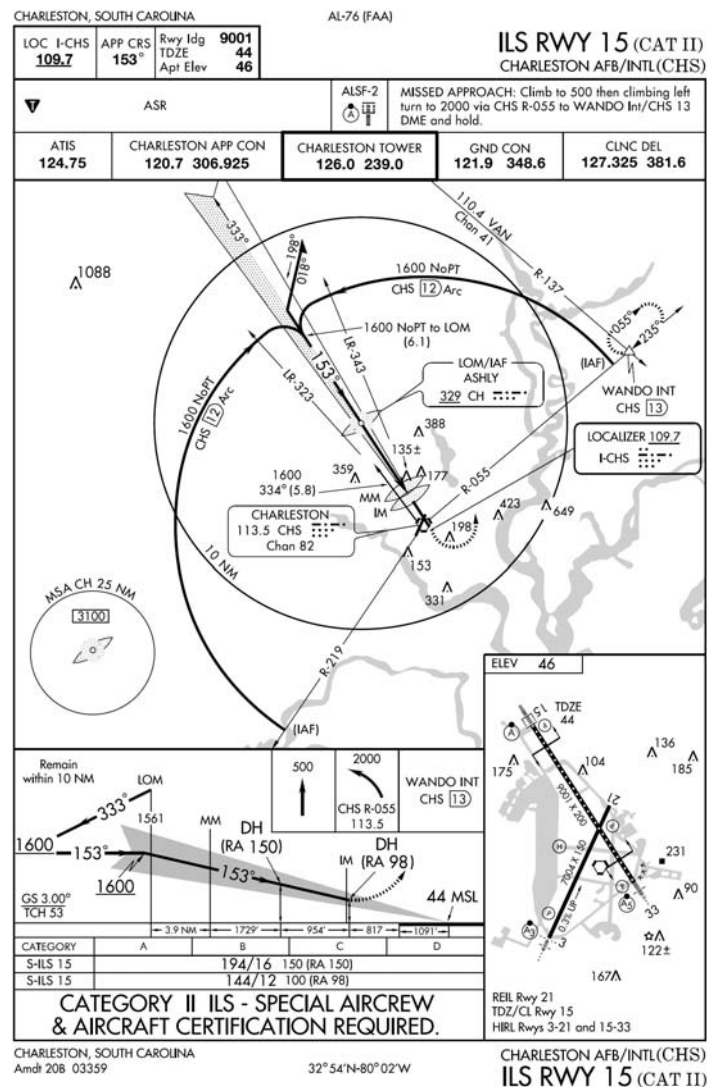 CHARLESTON, SOUTH CAROLINA
AL-76 (FAA)
LOC I-CHS
109.7
APP CRS
153°
Rwy Idg 9001
TDZE 44
Apt Elev 46
ILS RWY 15 (CAT II)
CHARLESTON AFB/INTL (CHS)
T
ASR
ALSF-2
A
MISSED APPROACH: Climb to 500 then climbing left
turn to 2000 via CHS R-055 to WANDO Int/CHS 13
DME and hold.
ATIS
124.75
CHARLESTON APP CON
120.7 306.925
CHARLESTON TOWER
126.0 239.0
GND CON
121.9 348.6
CLNC DEL
127.325 381.6
110.4 VAN
Chan 41
R-137
333°
198°
018°
1088
1600 NoPT
CHS 12 Arc
055°
235°
1600 NoPT to LOM
(6.1)
LR-343
153°
LR-323
(IAF)
LOM/IAF
ASHLY
329 CH
WANDO INT
CHS 13
1600 NoPT
CHS 12 Arc
388
LOCALIZER 109.7
I-CHS
135±
177
R-055
359
1600
334° (5.8)
MM
IM
CHARLESTON
113.5 CHS
Chan 82
423
649
198
153
331
10 NM
MSA CH 25 NM
3100
R-219
(IAF)
ELEV 46
15
TDZE
44
A
175
104
136
185
21
9001 X 200
7004 X 150
0.3% UP
231
90
33
A5
A3
3
122±
167
REIL Rwy 21
TDZ/CL Rwy 15
HIRL Rwys 3-21 and 15-33
Remain
within 10 NM
LOM
500
2000
CHS R-055
113.5
WANDO INT
CHS 13
333°
1561
MM
DH
(RA 150)
IM
DH
(RA 98)
1600
153°
153°
1600
GS 3.00°
TCH 53
44 MSL
3.9 NM
1729'
954'
817
1091'
CATEGORY A B C D
S-ILS 15 194/16 150 (RA 150)
S-ILS 15 144/12 100 (RA 98)
CATEGORY II ILS - SPECIAL AIRCREW
& AIRCRAFT CERTIFICATION REQUIRED.
CHARLESTON, SOUTH CAROLINA
Amdt 20B 03359
32°54'N-80°02'W
CHARLESTON AFB/INTL (CHS)
ILS RWY 15 (CAT II)